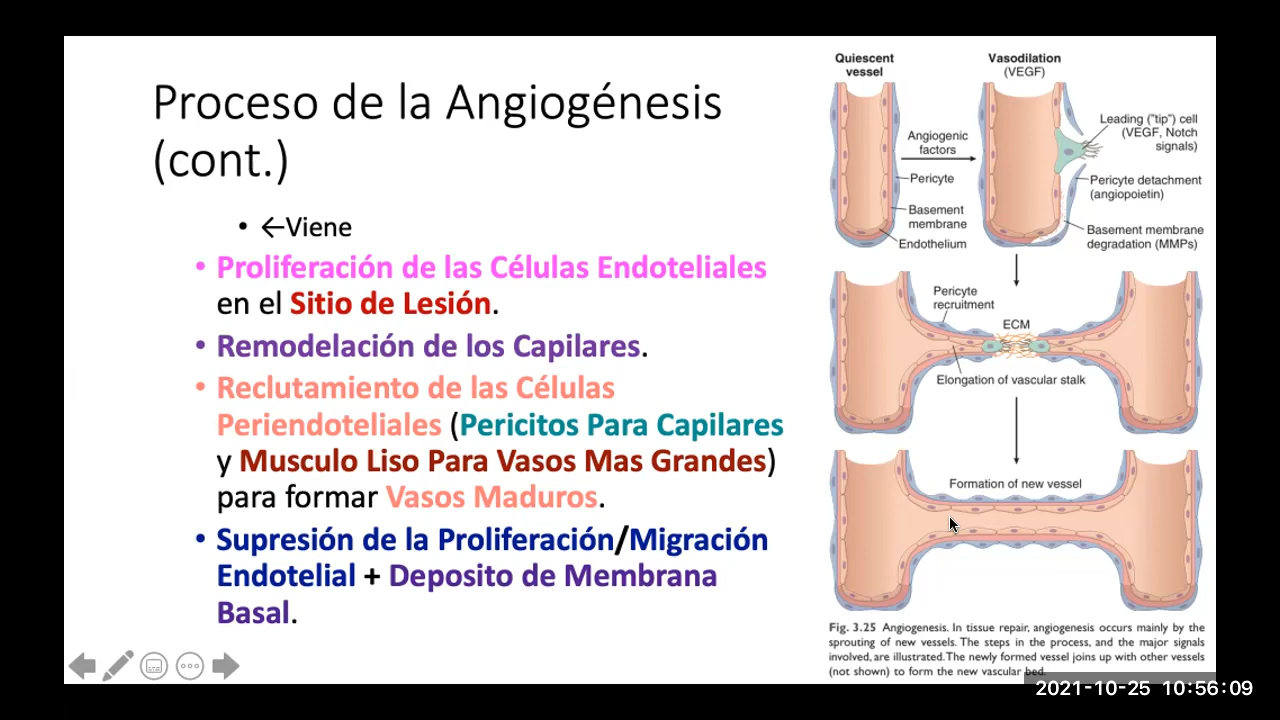 Proceso de la Angiogénesis
(cont.)
• ←Viene
• Proliferación de las Células Endoteliales
en el Sitio de Lesión.
• Remodelación de los Capilares.
• Reclutamiento de las Células
Periendoteliales (Pericitos Para Capilares
y Musculo Liso Para Vasos Mas Grandes)
para formar Vasos Maduros.
• Supresión de la Proliferación/Migración
Endotelial + Deposito de Membrana
Basal.
Quiescent
vessel
Vasodilation
(VEGF)
Angiogenic
factors
Leading ("tip") cell
(VEGF, Notch
signals)
Pericyte
Pericyte detachment
(angiopoietin)
Basement
membrane
Basement membrane
degradation (MMPs)
Endothelium
Pericyte
recruitment
ECM
Elongation of vascular stalk
Formation of new vessel
Fig. 3.25 Angiogenesis. In tissue repair, angiogenesis occurs mainly by the
sprouting of new vessels. The steps in the process, and the major signals
involved, are illustrated. The newly formed vessel joins up with other vessels
(not shown) to form the new vascular bed.
2021-10-25 10:56:09